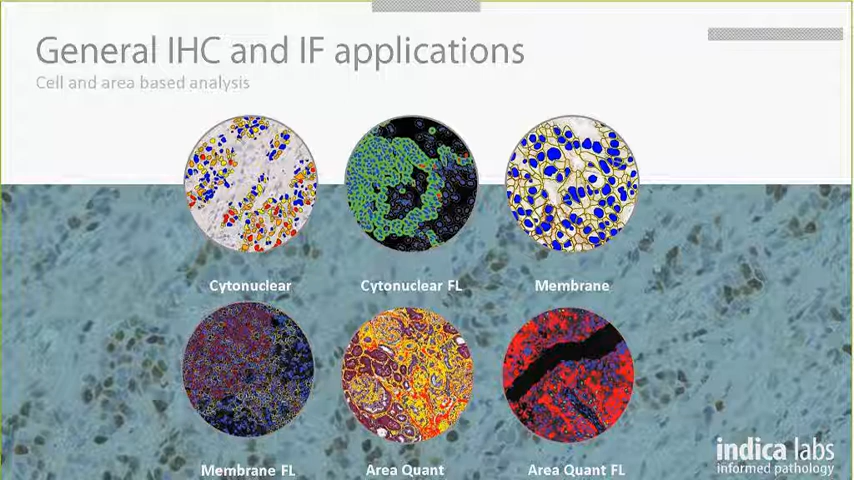 General IHC and IF applications
Cell and area based analysis
Cytonuclear
Cytonuclear FL
Membrane
Membrane FL
Area Quant
Area Quant FL
indica labs
informed pathology